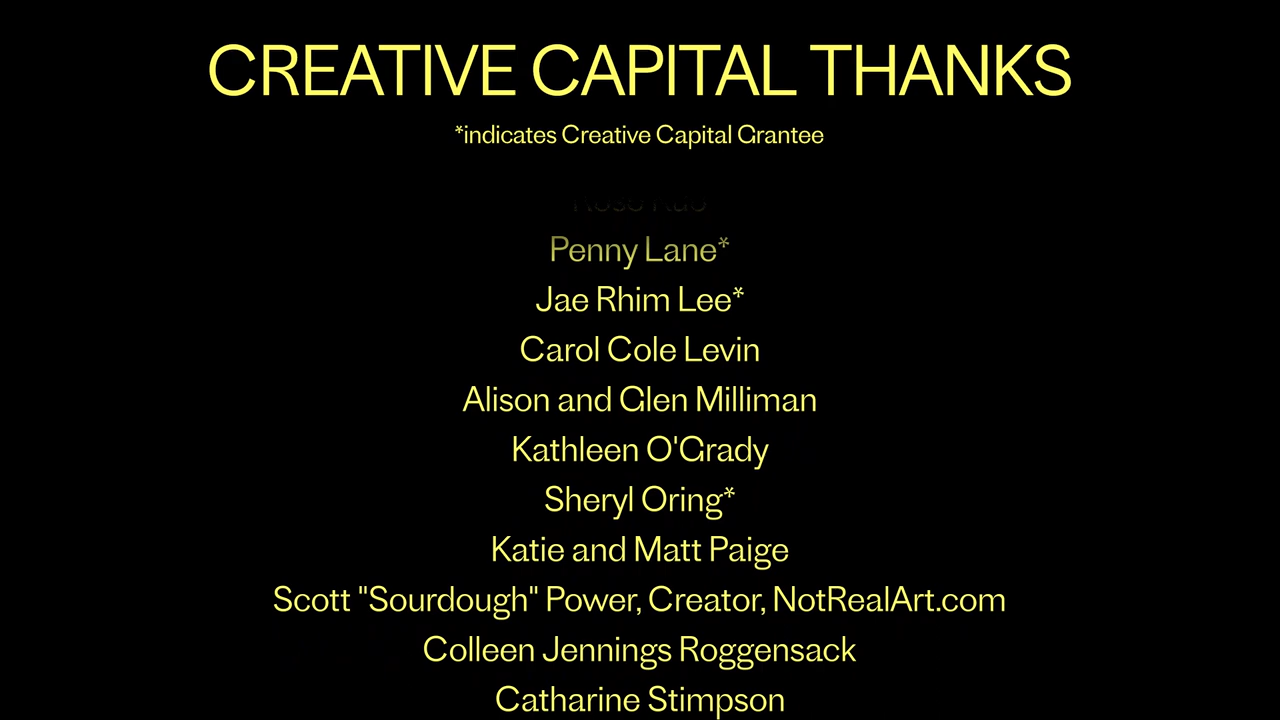 CREATIVE CAPITAL THANKS
*indicates Creative Capital Grantee
Penny Lane*
Jae Rhim Lee*
Carol Cole Levin
Alison and Glen Milliman
Kathleen O'Grady
Sheryl Oring*
Katie and Matt Paige
Scott "Sourdough" Power, Creator, NotRealArt.com
Colleen Jennings Roggensack
Catharine Stimpson